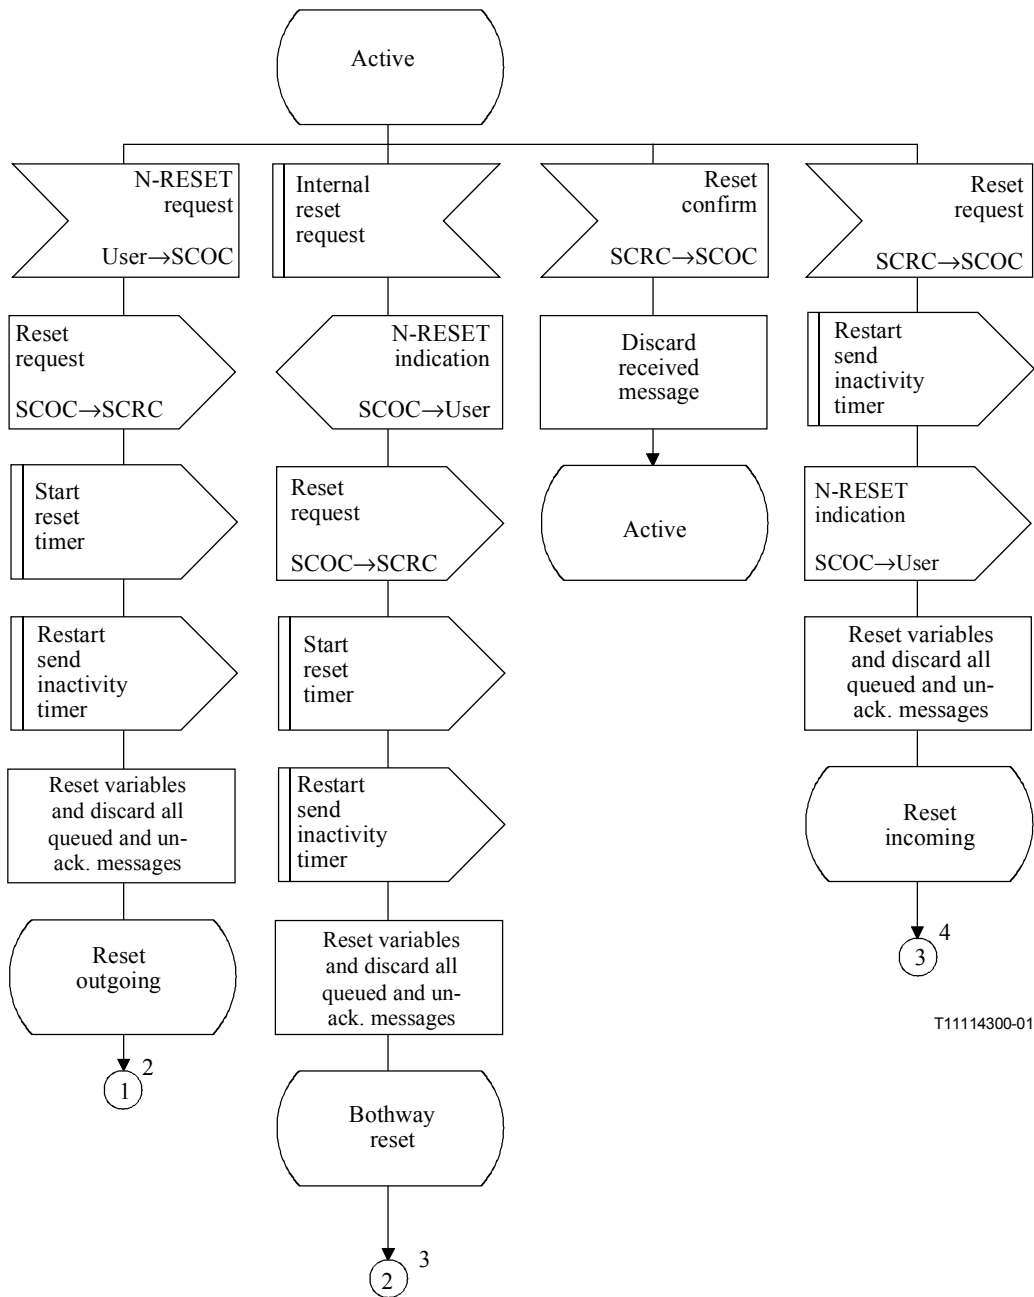 Active
N-RESET
request
User→SCOC
Internal
reset
request
Reset
confirm
SCRC→SCOC
Reset
request
SCRC→SCOC
Reset
request
SCOC→SCRC
N-RESET
indication
SCOC→User
Discard
received
message
Restart
send
inactivity
timer
Start
reset
timer
Reset
request
SCOC→SCRC
Active
N-RESET
indication
SCOC→User
Restart
send
inactivity
timer
Start
reset
timer
Reset variables
and discard all
queued and un-
ack. messages
Reset variables
and discard all
queued and un-
ack. messages
Restart
send
inactivity
timer
Reset
incoming
Reset
outgoing
Reset variables
and discard all
queued and un-
ack. messages
4
3
T11114300-01
2
1
Bothway
reset
3
2